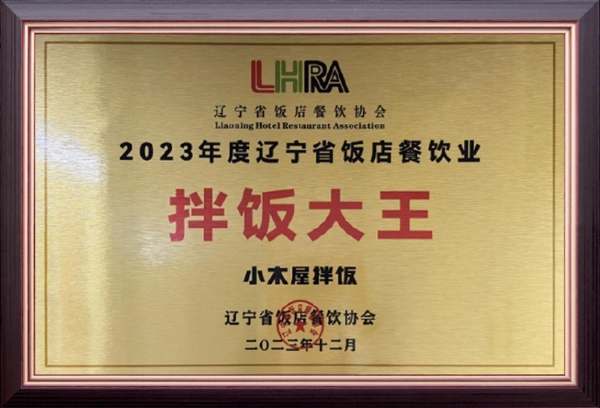 LHRA
辽宁省饭店餐饮协会
Liaoning Hotel Restaurant Association
2023年度辽宁省饭店餐饮业
拌饭大王
小木屋拌饭
辽宁省饭店餐饮协会
二〇二三年十二月